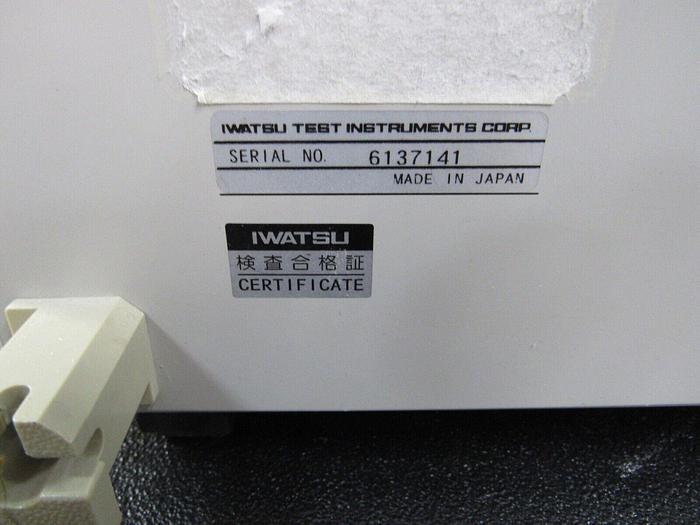 IWATSU TEST INSTRUMENTS CORP.
SERIAL NO. 6137141
MADE IN JAPAN
IWATSU
検査合格証
CERTIFICATE